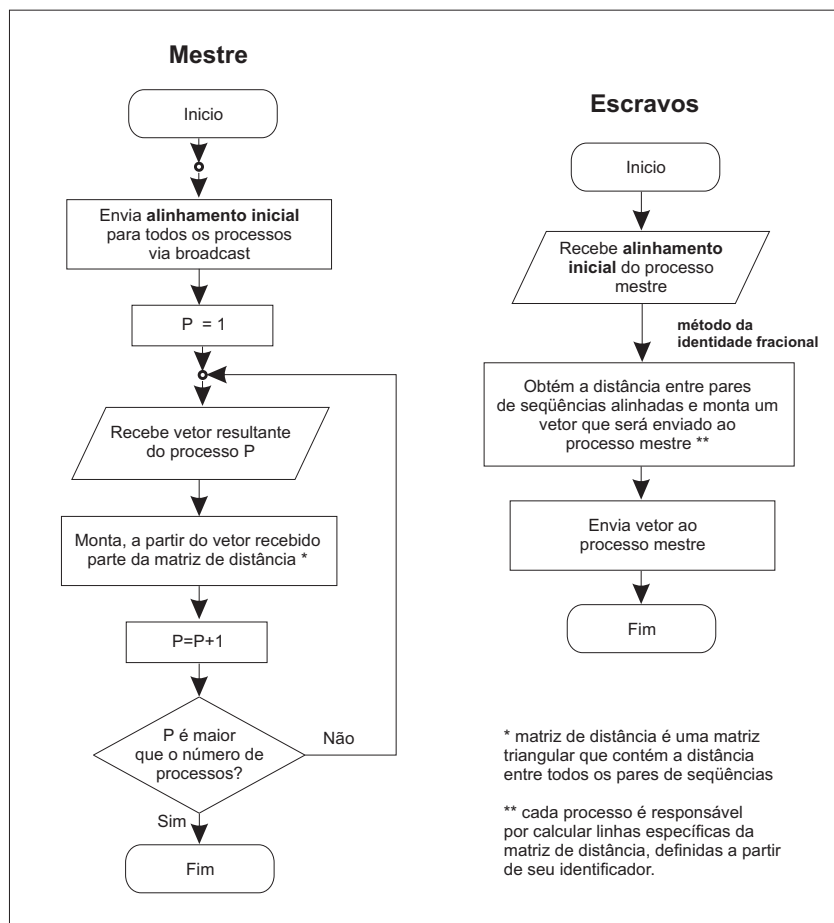 Mestre
Inicio
Envia alinhamento inicial
para todos os processos
via broadcast
P = 1
Recebe vetor resultante
do processo P
Monta, a partir do vetor recebido
parte da matriz de distância *
P=P+1
P é maior
que o número de
processos?
Não
Sim
Fim
Escravos
Inicio
Recebe alinhamento
inicial do processo
mestre
método da
identidade fracional
Obtém a distância entre pares
de seqüências alinhadas e monta um
vetor que será enviado ao
processo mestre **
Envia vetor ao
processo mestre
Fim
* matriz de distância é uma matriz
triangular que contém a distância
entre todos os pares de seqüências
** cada processo é responsável
por calcular linhas específicas da
matriz de distância, definidas a partir
de seu identificador.